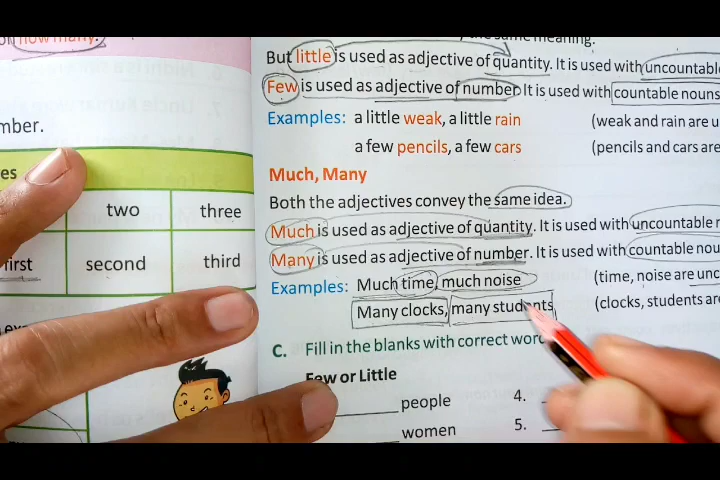 how many.
mber.
es
two three
first second third
the same meaning.
But little is used as adjective of quantity. It is used with uncountable
Few is used as adjective of number It is used with countable nouns
Examples: a little weak, a little rain (weak and rain are u
a few pencils, a few cars (pencils and cars are
Much, Many
Both the adjectives convey the same idea.
Much is used as adjective of quantity. It is used with uncountable n
Many is used as adjective of number. It is used with countable nou
Examples: Much time, much noise (time, noise are unc
Many clocks, many students (clocks, students are
C. Fill in the blanks with correct word
Few or Little
people 4.
women 5.